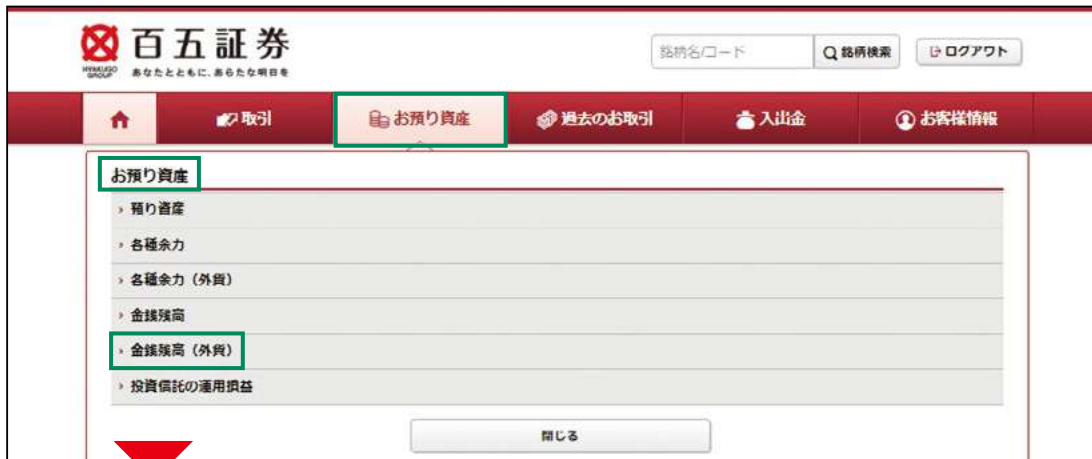 百五証券
HYAKUGO GROUP
あなたとともに、あらたな明日を
銘柄名/コード
銘柄検索
ログアウト
取引
お預り資産
過去のお取引
入出金
お客様情報
お預り資産
預り資産
各種余力
各種余力（外貨）
金銭残高
金銭残高（外貨）
投資信託の運用損益
閉じる